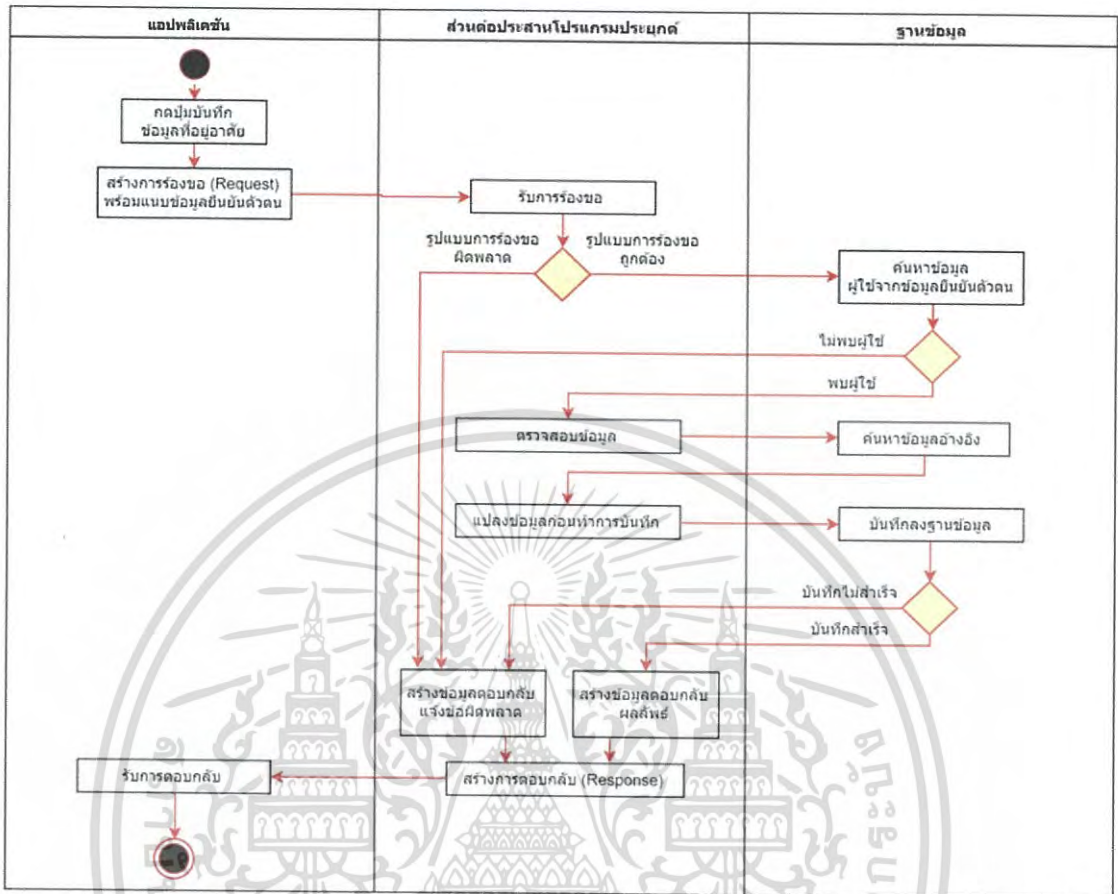 แอปพลิเคชัน
ส่วนต่อประสานโปรแกรมประยุกต์
ฐานข้อมูล
กดปุ่มบันทึก
ข้อมูลที่อยู่อาศัย
สร้างการร้องขอ (Request)
พร้อมแนบข้อมูลยืนยันตัวตน
รับการร้องขอ
รูปแบบการร้องขอ
ผิดพลาด
รูปแบบการร้องขอ
ถูกต้อง
ค้นหาข้อมูล
ผู้ใช้จากข้อมูลยืนยันตัวตน
ไม่พบผู้ใช้
พบผู้ใช้
ตรวจสอบข้อมูล
ค้นหาข้อมูลอ้างอิง
แปลงข้อมูลก่อนทำการบันทึก
บันทึกลงฐานข้อมูล
บันทึกไม่สำเร็จ
บันทึกสำเร็จ
สร้างข้อมูลตอบกลับ
แจ้งข้อผิดพลาด
สร้างข้อมูลตอบกลับ
ผลลัพธ์
รับการตอบกลับ
สร้างการตอบกลับ (Response)